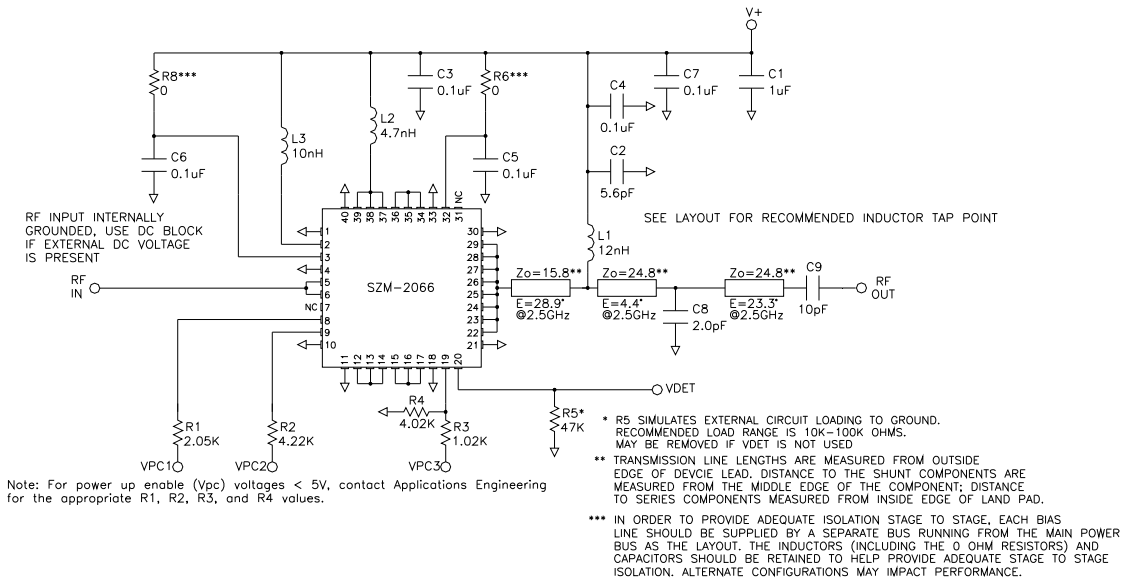 V+
R8***
0
C3
0.1uF
R6***
0
C7
0.1uF
C1
1uF
C4
0.1uF
L2
4.7nH
L3
10nH
C6
0.1uF
C5
0.1uF
C2
5.6pF
40
39
38
37
36
35
34
33
32
31
NC
RF INPUT INTERNALLY
GROUNDED, USE DC BLOCK
IF EXTERNAL DC VOLTAGE
IS PRESENT
SEE LAYOUT FOR RECOMMENDED INDUCTOR TAP POINT
L1
12nH
1
2
3
4
5
6
NC
7
8
9
10
30
29
28
27
26
25
24
23
22
21
SZM-2066
RF
IN
Zo=15.8**
E=28.9°
@2.5GHz
Zo=24.8**
E=4.4°
@2.5GHz
Zo=24.8**
E=23.3°
@2.5GHz
C9
10pF
RF
OUT
C8
2.0pF
11
12
13
14
15
16
17
18
19
20
VDET
R4
4.02K
R5*
47K
R1
2.05K
R2
4.22K
R3
1.02K
VPC1
VPC2
VPC3
* R5 SIMULATES EXTERNAL CIRCUIT LOADING TO GROUND.
RECOMMENDED LOAD RANGE IS 10K-100K OHMS.
MAY BE REMOVED IF VDET IS NOT USED
** TRANSMISSION LINE LENGTHS ARE MEASURED FROM OUTSIDE
EDGE OF DEVCIE LEAD. DISTANCE TO THE SHUNT COMPONENTS ARE
MEASURED FROM THE MIDDLE EDGE OF THE COMPONENT; DISTANCE
TO SERIES COMPONENTS MEASURED FROM INSIDE EDGE OF LAND PAD.
Note: For power up enable (Vpc) voltages < 5V, contact Applications Engineering
for the appropriate R1, R2, R3, and R4 values.
*** IN ORDER TO PROVIDE ADEQUATE ISOLATION STAGE TO STAGE, EACH BIAS
LINE SHOULD BE SUPPLIED BY A SEPARATE BUS RUNNING FROM THE MAIN POWER
BUS AS THE LAYOUT. THE INDUCTORS (INCLUDING THE 0 OHM RESISTORS) AND
CAPACITORS SHOULD BE RETAINED TO HELP PROVIDE ADEQUATE STAGE TO STAGE
ISOLATION. ALTERNATE CONFIGURATIONS MAY IMPACT PERFORMANCE.